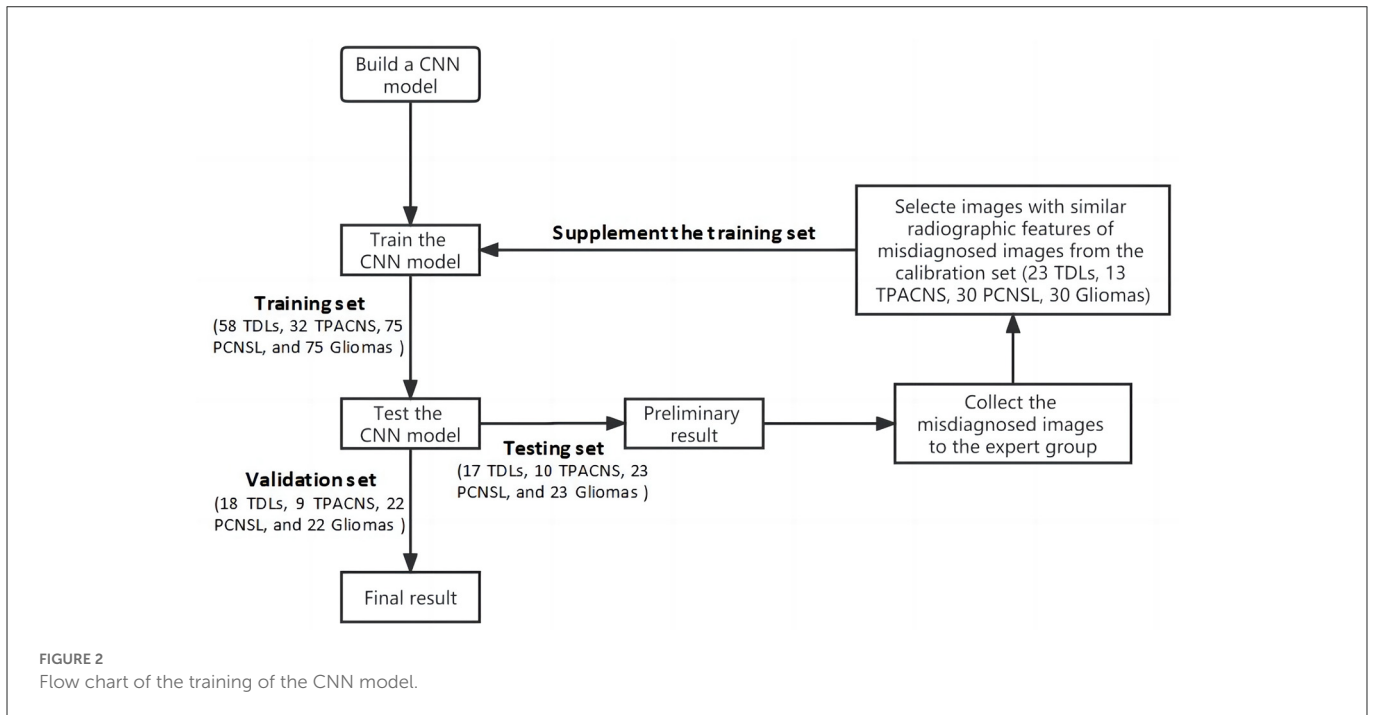 Build a CNN
model
Train the
CNN model
Supplement the training set
Selecte images with similar
radiographic features of
misdiagnosed images from the
calibration set (23 TDLs, 13
TPACNS, 30 PCNSL, 30 Gliomas)
Training set
(58 TDLs, 32 TPACNS, 75
PCNSL, and 75 Gliomas )
Test the
CNN model
Preliminary
result
Collect the
misdiagnosed images
to the expert group
Testing set
(17 TDLs, 10 TPACNS, 23
PCNSL, and 23 Gliomas )
Validation set
(18 TDLs, 9 TPACNS, 22
PCNSL, and 22 Gliomas )
Final result
FIGURE 2
Flow chart of the training of the CNN model.